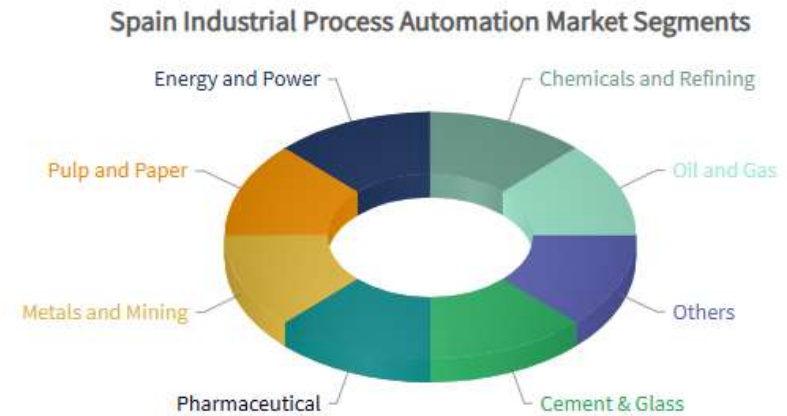 Spain Industrial Process Automation Market Segments
Energy and Power
Chemicals and Refining
Pulp and Paper
Oil and Gas
Metals and Mining
Others
Pharmaceutical
Cement & Glass